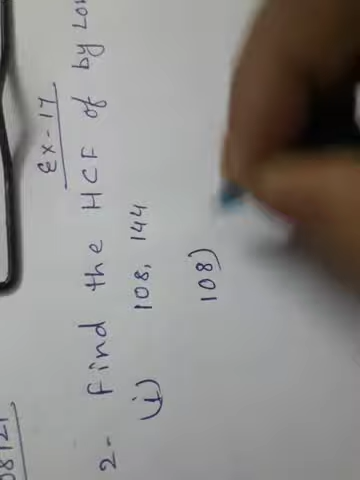 Ex-17
2- Find the HCF of by
(i) 108, 144
108)